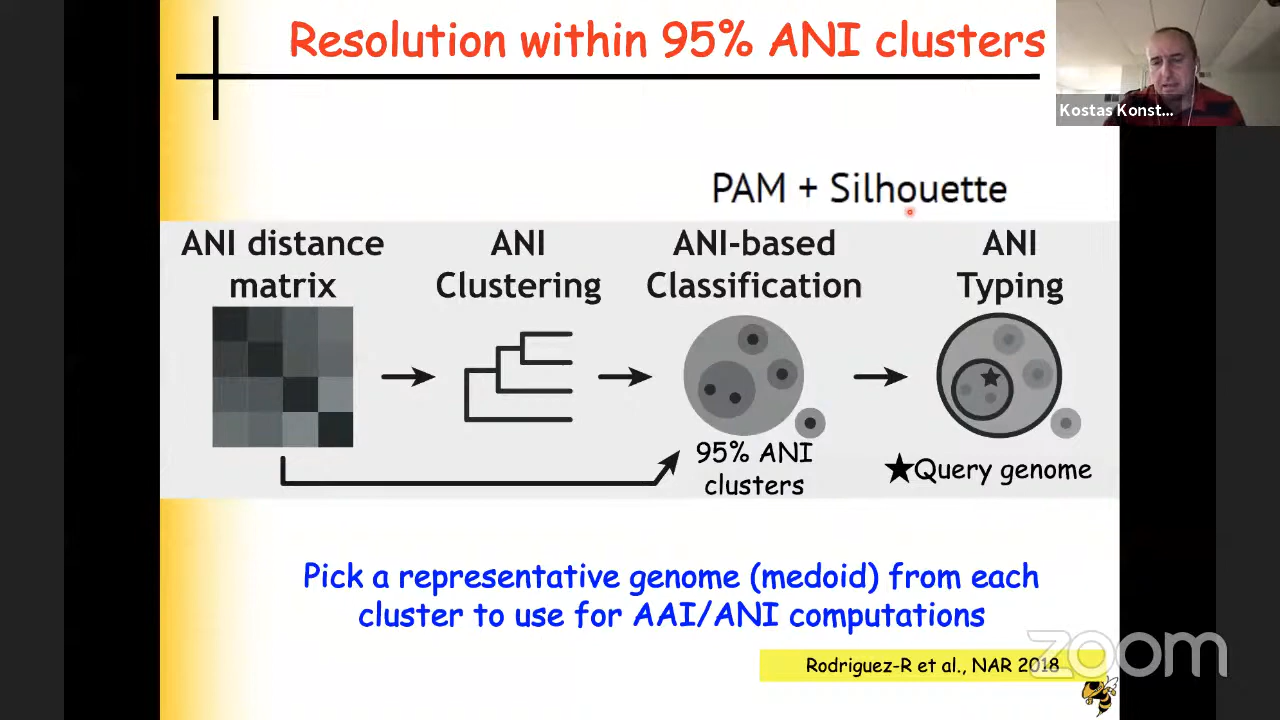 Resolution within 95% ANI clusters
Kostas Konst...
PAM + Silhouette
ANI distance
matrix
ANI
Clustering
ANI-based
Classification
ANI
Typing
95% ANI
clusters
★Query genome
Pick a representative genome (medoid) from each
cluster to use for AAI/ANI computations
zoom
Rodriguez-R et al., NAR 2018